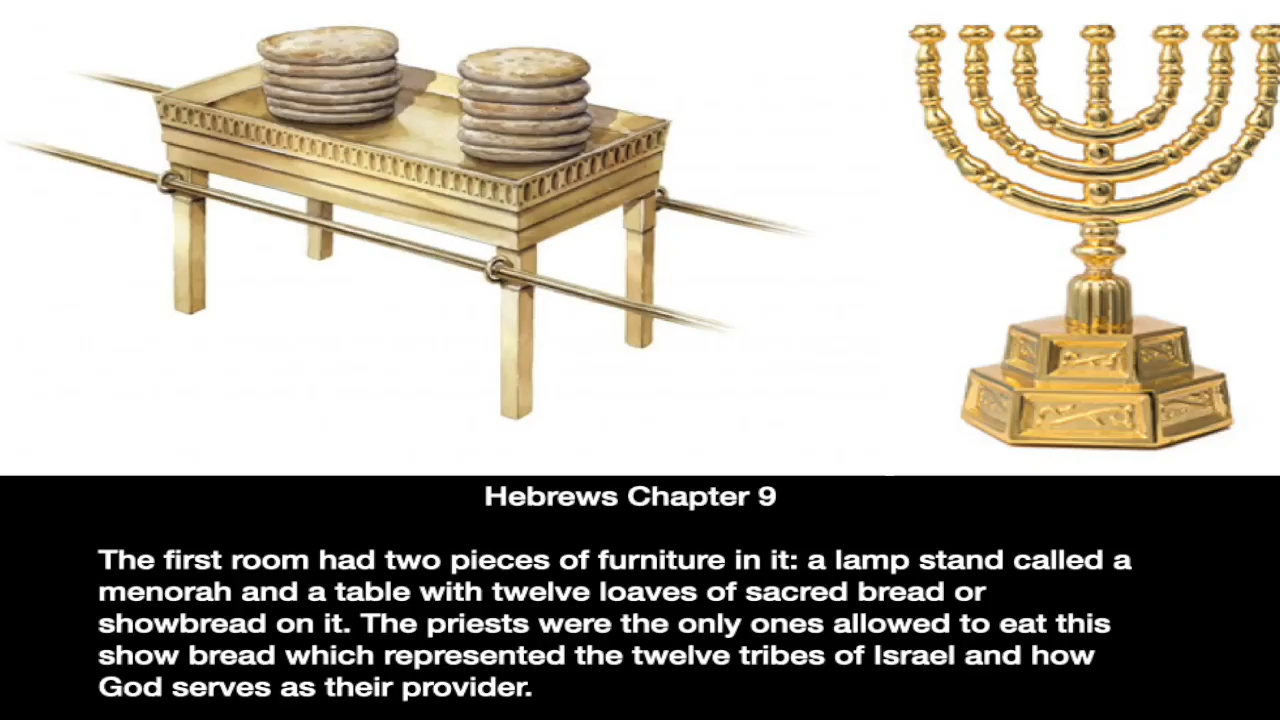 Hebrews Chapter 9
The first room had two pieces of furniture in it: a lamp stand called a
menorah and a table with twelve loaves of sacred bread or
showbread on it. The priests were the only ones allowed to eat this
show bread which represented the twelve tribes of Israel and how
God serves as their provider.